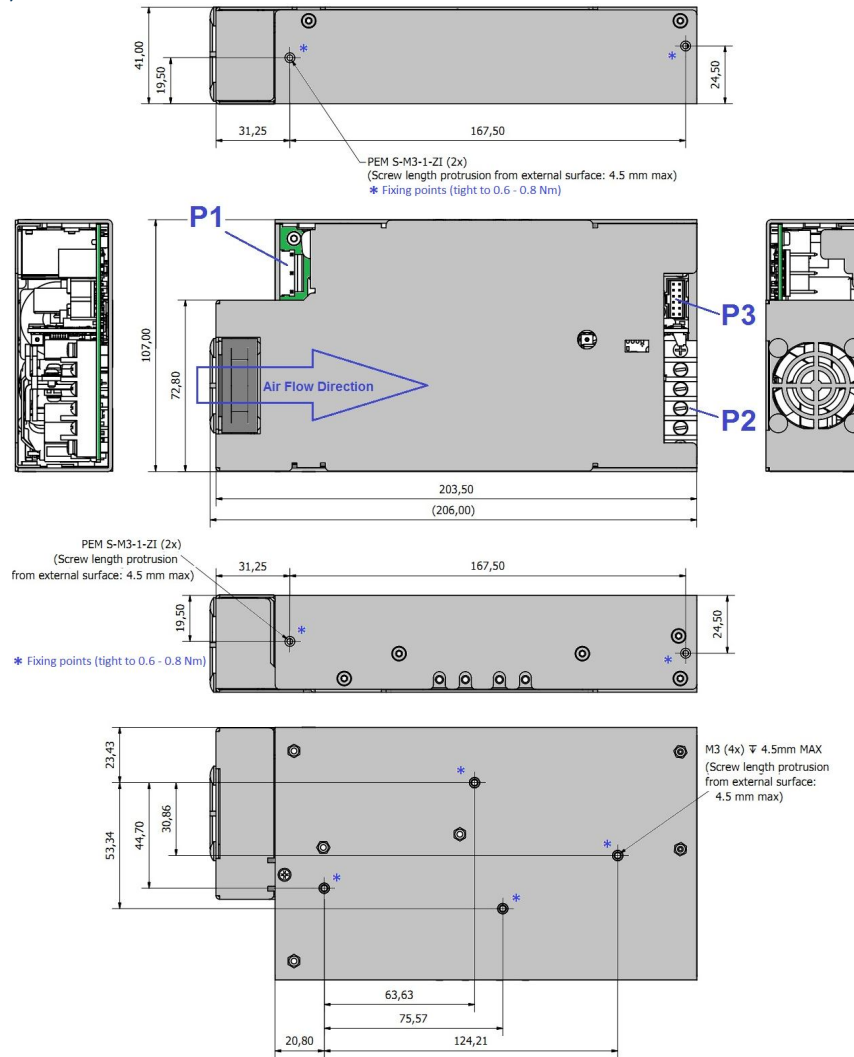 41,00
19,50
24,50
31,25
167,50
PEM S-M3-1-ZI (2x)
(Screw length protrusion from external surface: 4.5 mm max)
* Fixing points (tight to 0.6 - 0.8 Nm)
P1
P3
107,00
72,80
Air Flow Direction
P2
203,50
(206,00)
PEM S-M3-1-ZI (2x)
(Screw length protrusion
from external surface: 4.5 mm max)
31,25
167,50
19,50
24,50
* Fixing points (tight to 0.6 - 0.8 Nm)
23,43
53,34
44,70
30,86
M3 (4x) ↧ 4.5mm MAX
(Screw length protrusion
from external surface:
4.5 mm max)
63,63
75,57
20,80
124,21